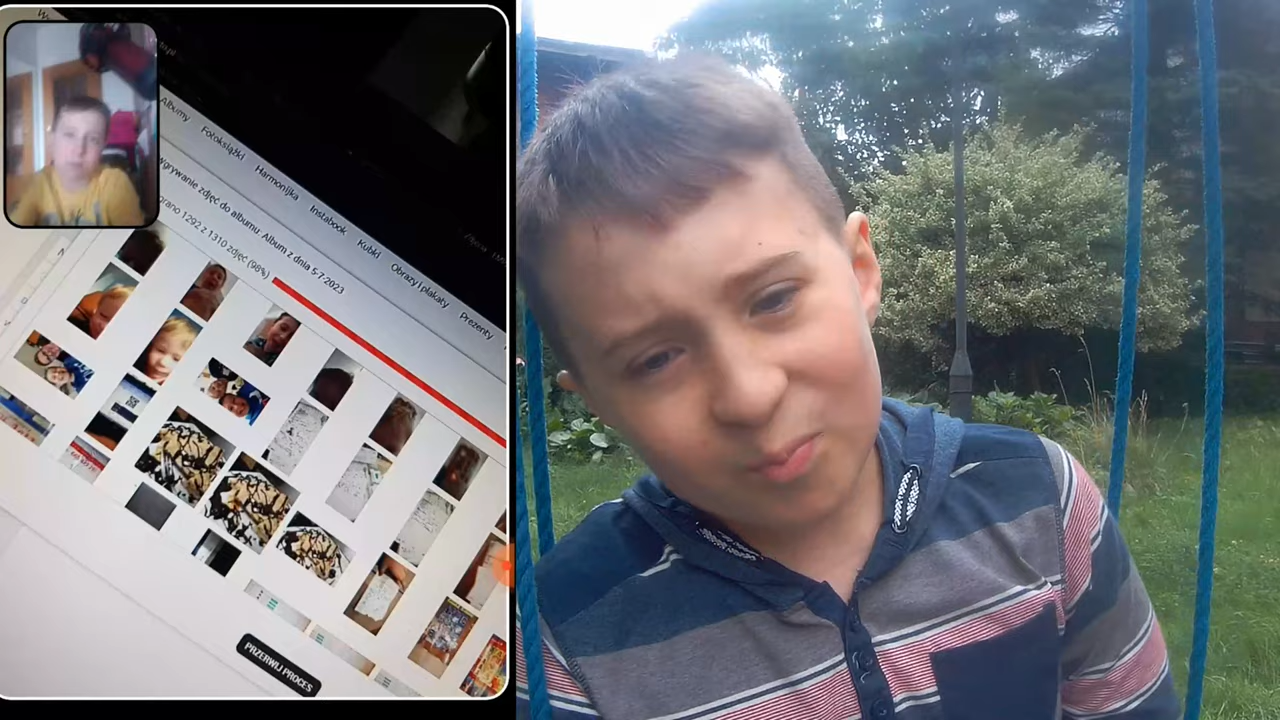 Albumy Fotoksiążki Harmonijka Instabook Kubki Obrazy i plakaty Prezenty
wgrywanie zdjęć do albumu: Album z dnia 5.7.2023
1292 z 1310 zdjęć (98%)
PRZERWIJ PROCES